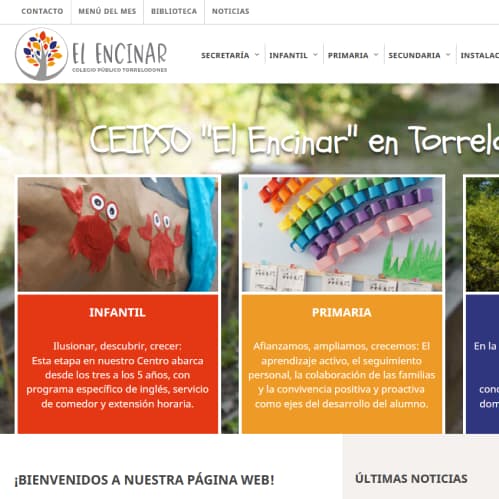 CONTACTO MENÚ DEL MES BIBLIOTECA NOTICIAS
EL ENCINAR
COLEGIO PÚBLICO TORRELODONES
SECRETARÍA INFANTIL PRIMARIA SECUNDARIA
CEIPSO "El Encinar" en
INFANTIL
Ilusionar, descubrir, crecer:
Esta etapa en nuestro Centro abarca
desde los tres a los 5 años, con
programa específico de inglés, servicio
de comedor y extensión horaria.
PRIMARIA
Afianzamos, ampliamos, crecemos: El
aprendizaje activo, el seguimiento
personal, la colaboración de las familias
y la convivencia positiva y proactiva
como ejes del desarrollo del alumno.
En la
¡BIENVENIDOS A NUESTRA PÁGINA WEB!
ÚLTIMAS NOTICIAS